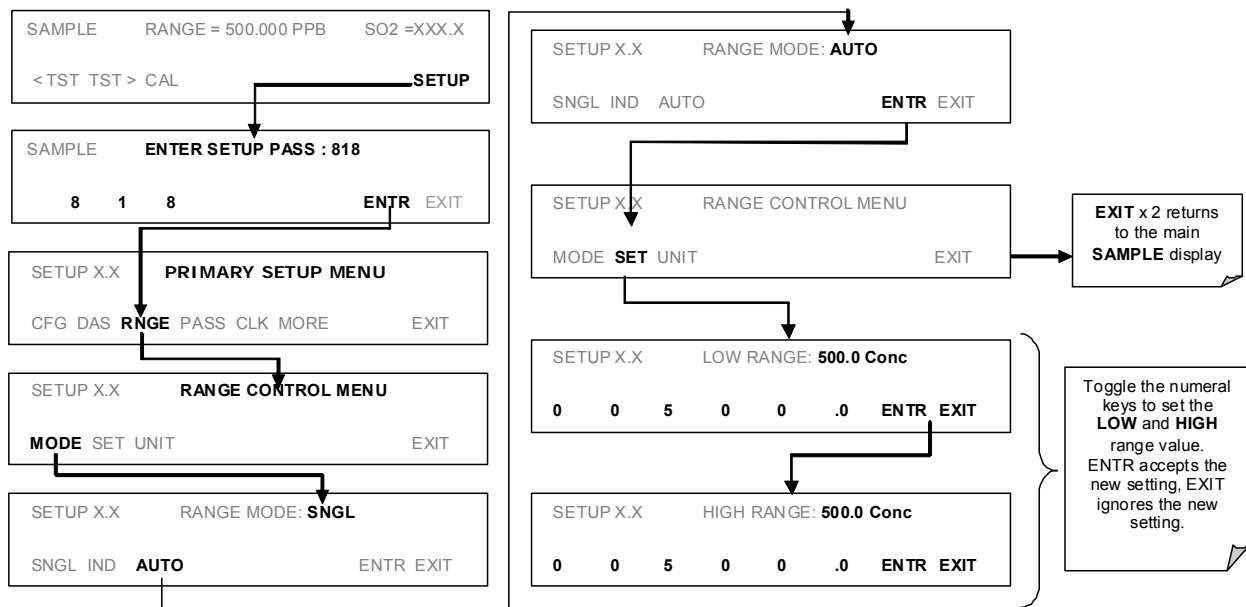 SAMPLE RANGE = 500.000 PPB SO2 =XXX.X
< TST TST > CAL SETUP
SAMPLE ENTER SETUP PASS : 818
8 1 8 ENTR EXIT
SETUP X.X PRIMARY SETUP MENU
CFG DAS RNGE PASS CLK MORE EXIT
SETUP X.X RANGE CONTROL MENU
MODE SET UNIT EXIT
SETUP X.X RANGE MODE: SNGL
SNGL IND AUTO ENTR EXIT
SETUP X.X RANGE MODE: AUTO
SNGL IND AUTO ENTR EXIT
SETUP X.X RANGE CONTROL MENU
MODE SET UNIT EXIT
EXIT x 2 returns
to the main
SAMPLE display
SETUP X.X LOW RANGE: 500.0 Conc
0 0 5 0 0 .0 ENTR EXIT
SETUP X.X HIGH RANGE: 500.0 Conc
0 0 5 0 0 .0 ENTR EXIT
Toggle the numeral
keys to set the
LOW and HIGH
range value.
ENTR accepts the
new setting, EXIT
ignores the new
setting.